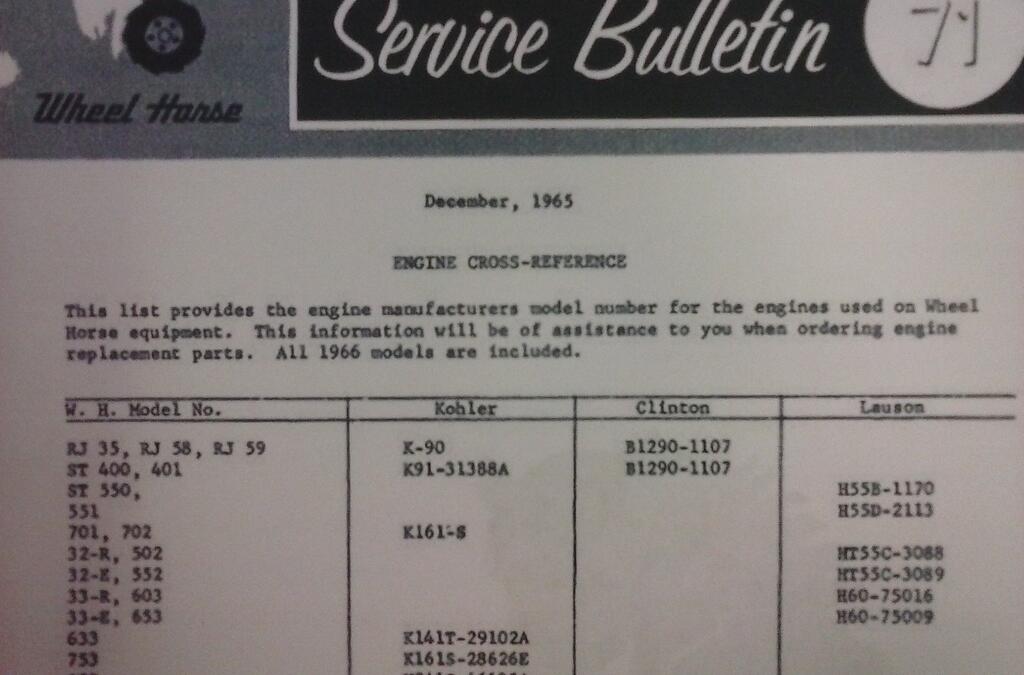 Service Bulletin
Wheel Horse
December, 1965
ENGINE CROSS-REFERENCE
This list provides the engine manufacturers model number for the engines used on Wheel
Horse equipment. This information will be of assistance to you when ordering engine
replacement parts. All 1966 models are included.
W. H. Model No. Kohler Clinton Lauson
RJ 35, RJ 58, RJ 59 K-90 B1290-1107
ST 400, 401 K91-31388A B1290-1107
ST 550, H55B-1170
551 H55D-2113
701, 702 K161-S
32-R, 502 HT55C-3088
32-E, 552 HT55C-3089
33-R, 603 H60-75016
33-E, 653 H60-75009
633 K141T-29102A
753 K161S-28626E